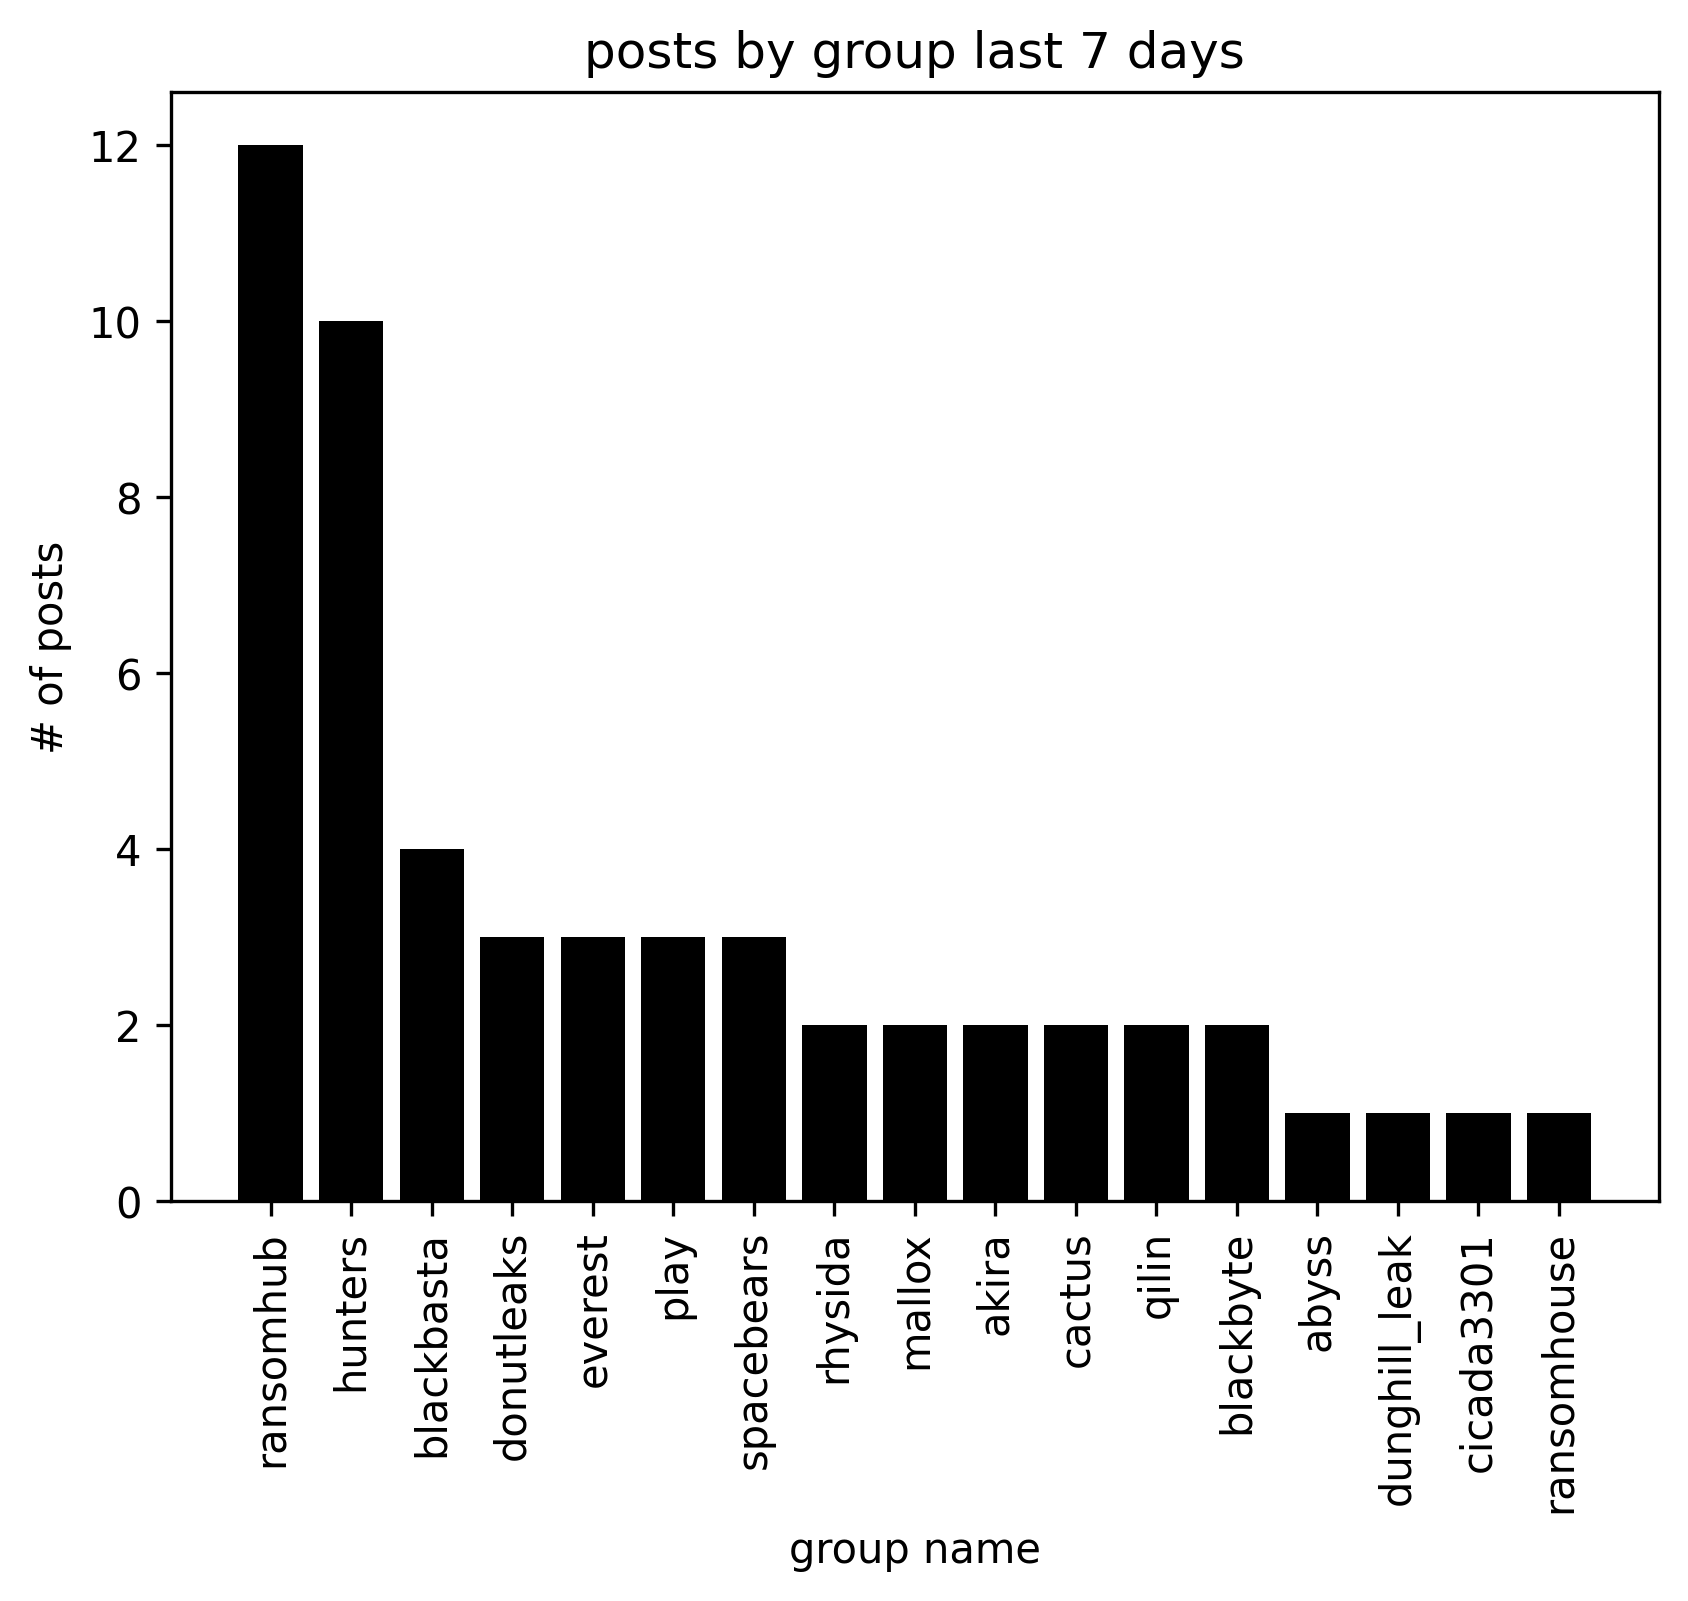 posts by group last 7 days
12
10
8
6
4
2
0
# of posts
ransomhub
hunters
blackbasta
donutleaks
everest
play
spacebears
rhysida
mallox
akira
cactus
qilin
blackbyte
abyss
dunghill_leak
cicada3301
ransomhouse
group name